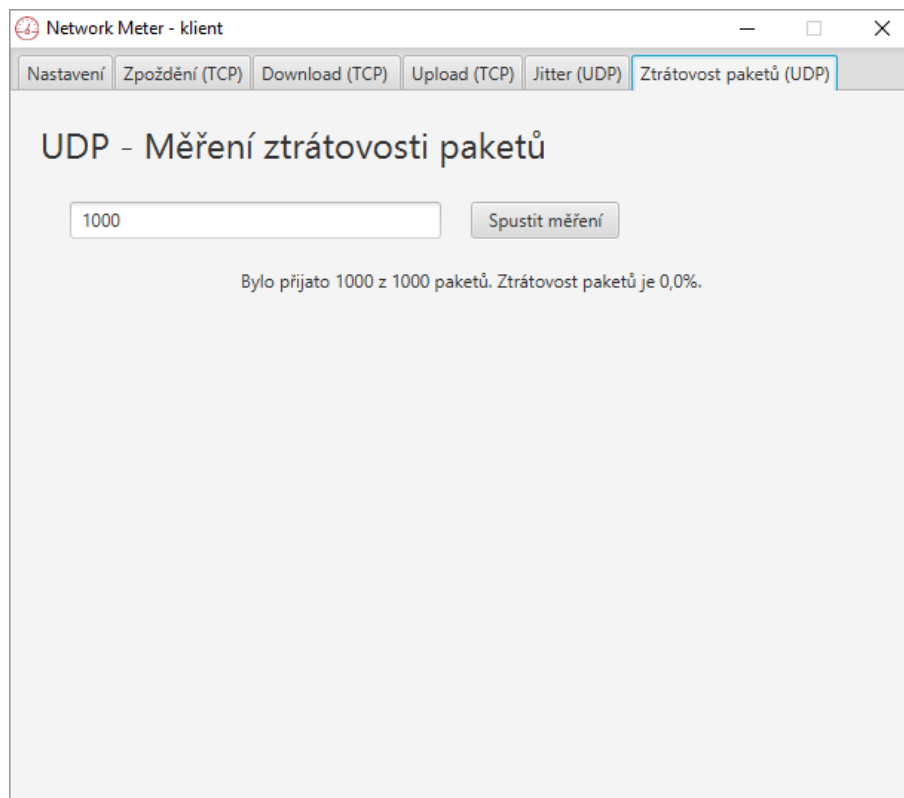 Network Meter - klient
Nastavení Zpoždění (TCP) Download (TCP) Upload (TCP) Jitter (UDP) Ztrátovost paketů (UDP)
UDP - Měření ztrátovosti paketů
1000 Spustit měření
Bylo přijato 1000 z 1000 paketů. Ztrátovost paketů je 0,0%.